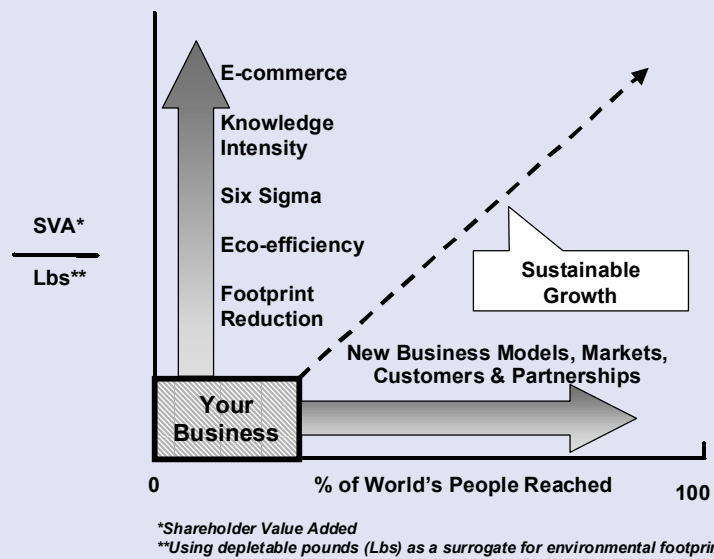 E-commerce
Knowledge
Intensity
Six Sigma
Eco-efficiency
Footprint
Reduction
SVA*
Lbs**
Sustainable
Growth
New Business Models, Markets,
Customers & Partnerships
Your
Business
0
% of World's People Reached
100
*Shareholder Value Added
**Using depletable pounds (Lbs) as a surrogate for environmental footprin